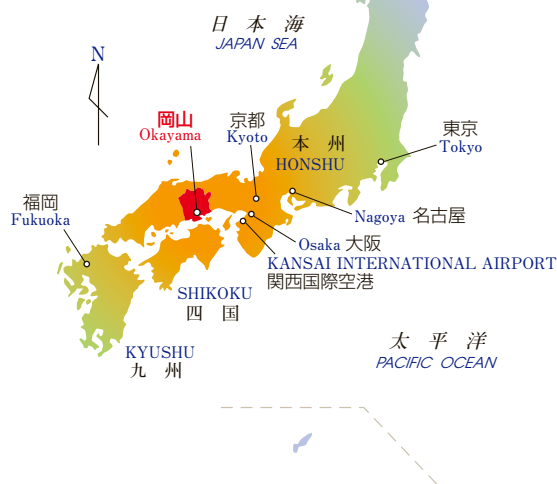 日 本 海
JAPAN SEA
N
岡山
Okayama
京都
Kyoto
本 州
HONSHU
東京
Tokyo
福岡
Fukuoka
Nagoya 名古屋
Osaka 大阪
KANSAI INTERNATIONAL AIRPORT
関西国際空港
SHIKOKU
四 国
太 平 洋
PACIFIC OCEAN
KYUSHU
九 州